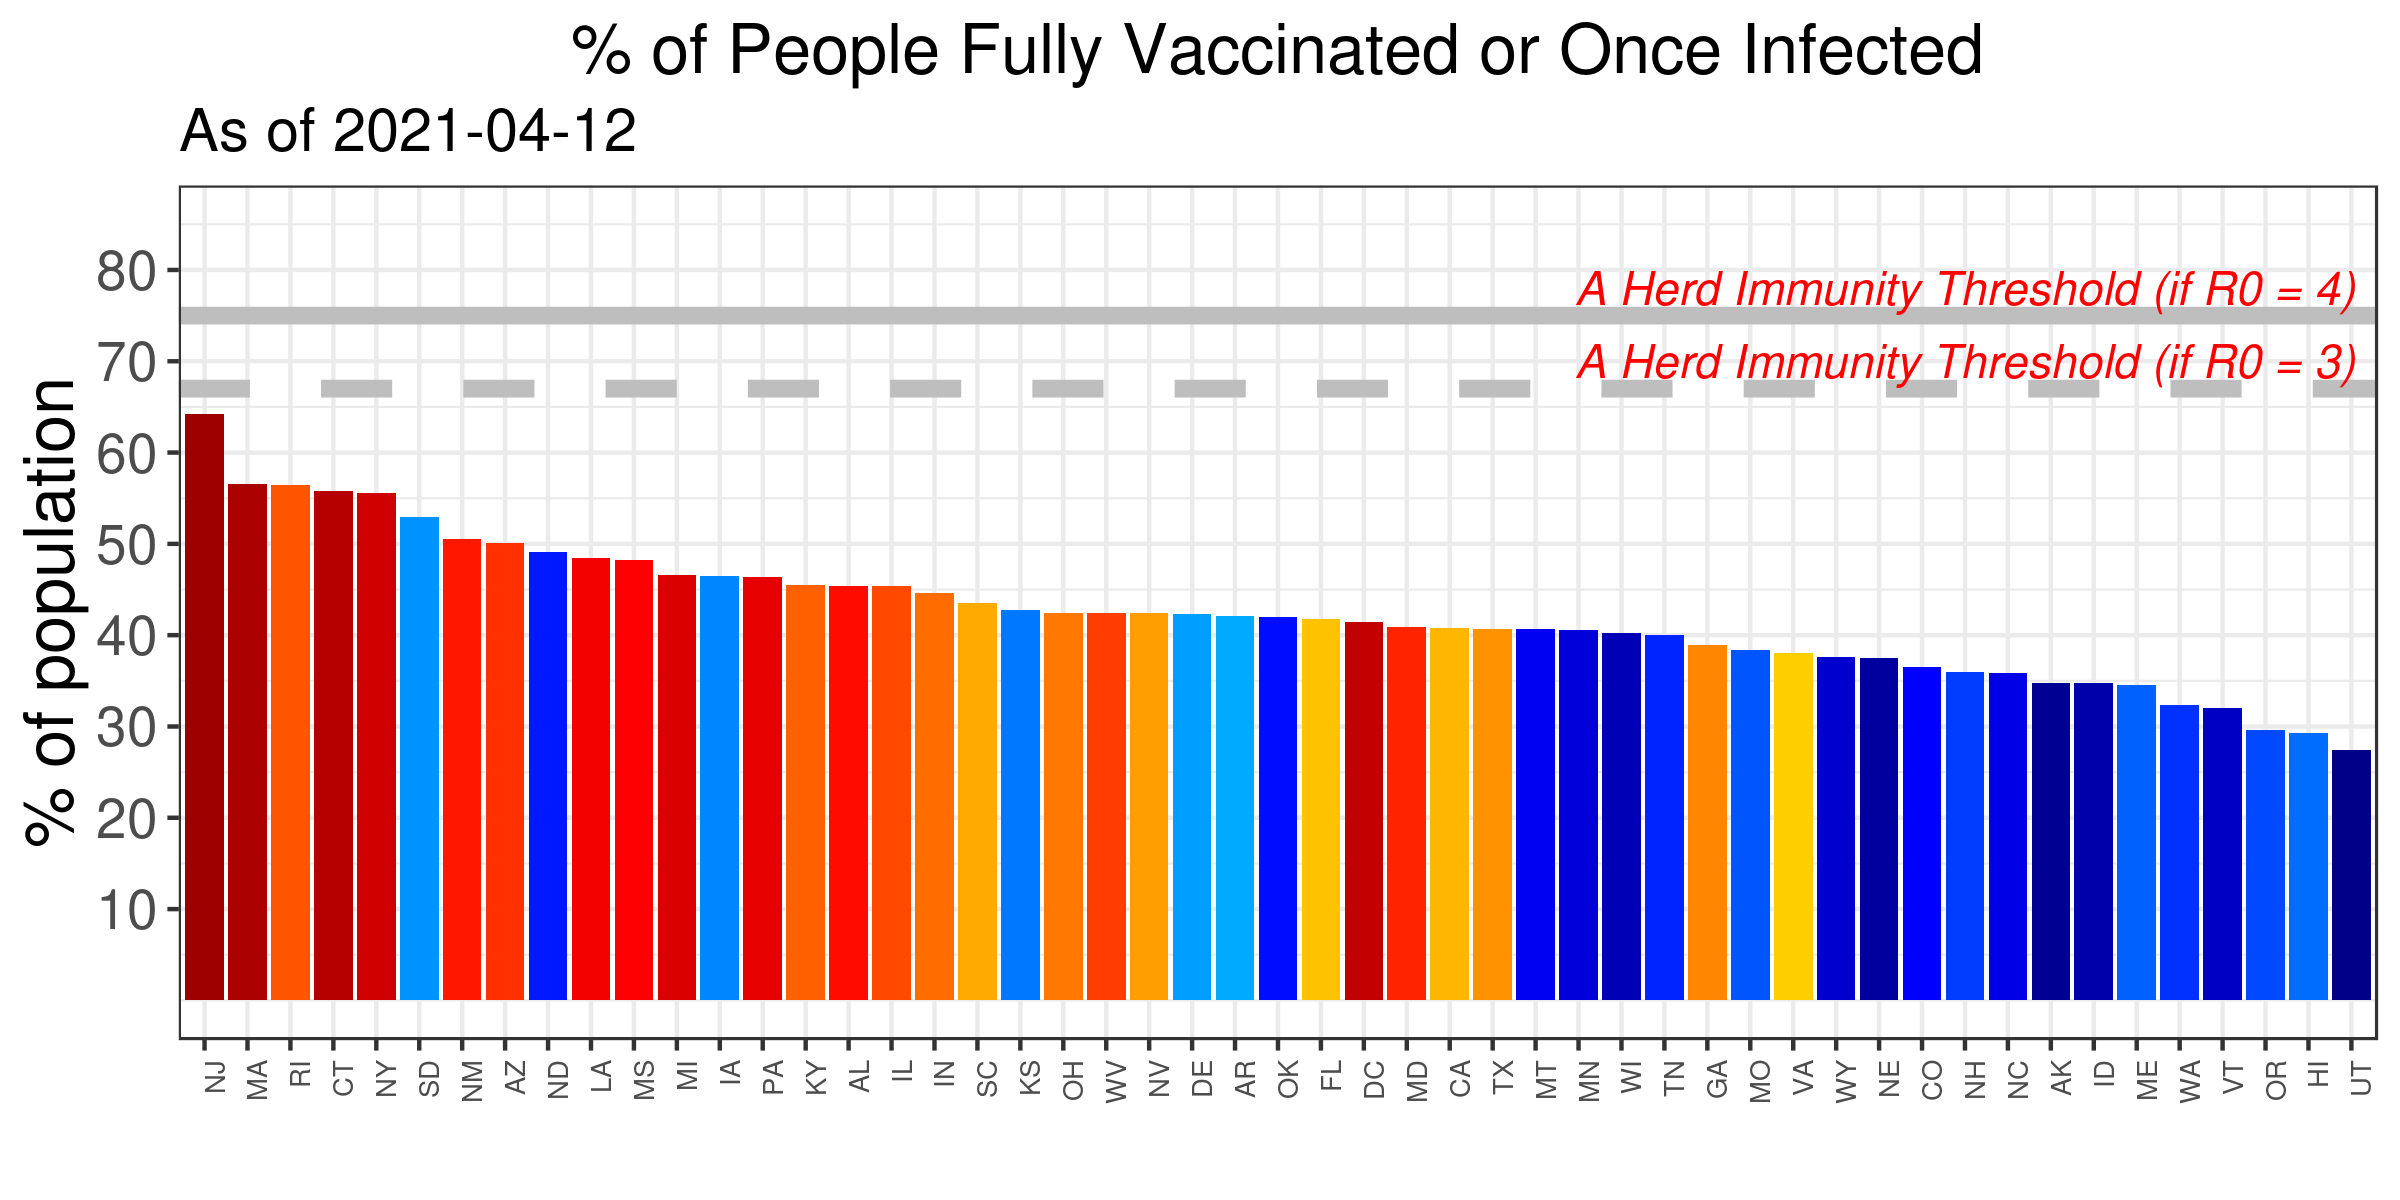 % of People Fully Vaccinated or Once Infected
As of 2021-04-12
% of population
80
70
60
50
40
30
20
10
A Herd Immunity Threshold (if R0 = 4)
A Herd Immunity Threshold (if R0 = 3)
NJ MA RI CT NY SD NM AZ ND LA MS MI IA PA KY AL IL IN SC KS OH WV NV DE AR OK FL DC MD CA TX MT MN WI TN GA MO VA WY NE CO NH NC AK ID ME WA VT OR HI UT